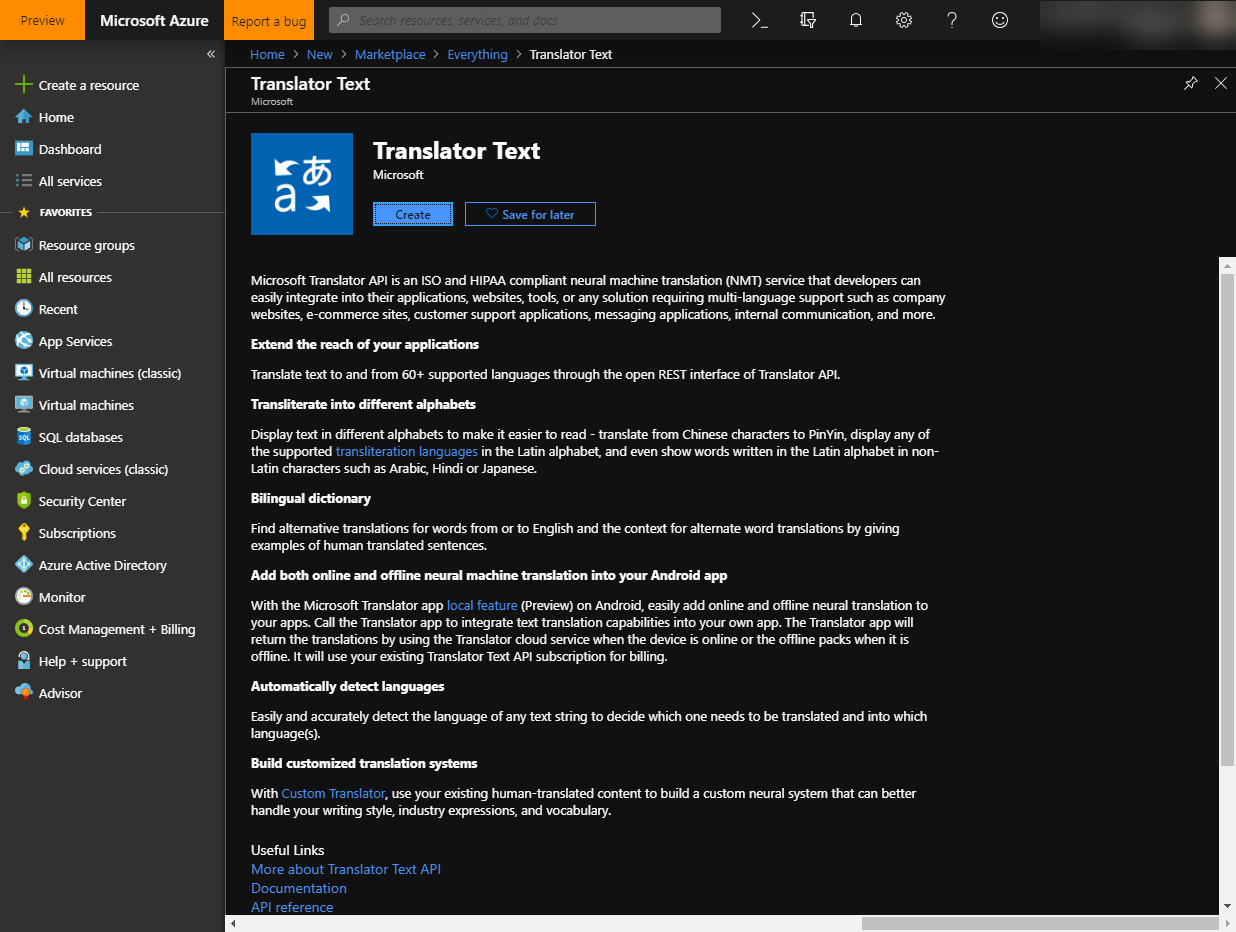 Preview
Microsoft Azure
Report a bug
Search resources, services, and docs
Home > New > Marketplace > Everything > Translator Text
Create a resource
Home
Dashboard
All services
FAVORITES
Resource groups
All resources
Recent
App Services
Virtual machines (classic)
Virtual machines
SQL databases
Cloud services (classic)
Security Center
Subscriptions
Azure Active Directory
Monitor
Cost Management + Billing
Help + support
Advisor
Translator Text
Microsoft
あ
a
Translator Text
Microsoft
Create
Save for later
Microsoft Translator API is an ISO and HIPAA compliant neural machine translation (NMT) service that developers can
easily integrate into their applications, websites, tools, or any solution requiring multi-language support such as company
websites, e-commerce sites, customer support applications, messaging applications, internal communication, and more.
Extend the reach of your applications
Translate text to and from 60+ supported languages through the open REST interface of Translator API.
Transliterate into different alphabets
Display text in different alphabets to make it easier to read - translate from Chinese characters to PinYin, display any of
the supported transliteration languages in the Latin alphabet, and even show words written in the Latin alphabet in non-
Latin characters such as Arabic, Hindi or Japanese.
Bilingual dictionary
Find alternative translations for words from or to English and the context for alternate word translations by giving
examples of human translated sentences.
Add both online and offline neural machine translation into your Android app
With the Microsoft Translator app local feature (Preview) on Android, easily add online and offline neural translation to
your apps. Call the Translator app to integrate text translation capabilities into your own app. The Translator app will
return the translations by using the Translator cloud service when the device is online or the offline packs when it is
offline. It will use your existing Translator Text API subscription for billing.
Automatically detect languages
Easily and accurately detect the language of any text string to decide which one needs to be translated and into which
language(s).
Build customized translation systems
With Custom Translator, use your existing human-translated content to build a custom neural system that can better
handle your writing style, industry expressions, and vocabulary.
Useful Links
More about Translator Text API
Documentation
API reference